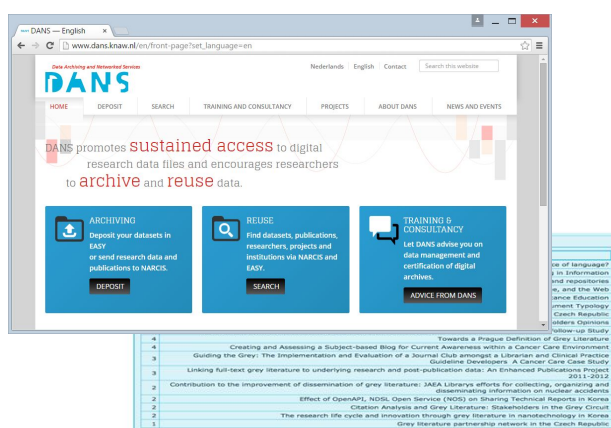 DANS — English
www.dans.knaw.nl/en/front-page?set_language=en
Data Archiving and Networked Services
DANS
Nederlands English Contact Search this website
HOME DEPOSIT SEARCH TRAINING AND CONSULTANCY PROJECTS ABOUT DANS NEWS AND EVENTS
DANS promotes sustained access to digital
research data files and encourages researchers
to archive and reuse data.
ARCHIVING
Deposit your datasets in
EASY
or send research data and
publications to NARCIS.
DEPOSIT
REUSE
Find datasets, publications,
researchers, projects and
institutions via NARCIS and
EASY.
SEARCH
TRAINING &
CONSULTANCY
Let DANS advise you on
data management and
certification of digital
archives.
ADVICE FROM DANS
ce of language?
in Information
and repositories
e, and the Web
tance Education
ument Typology
Czech Republic
olders Opinions
Follow-up Study
4 Towards a Prague Definition of Grey Literature
4 Creating and Assessing a Subject-based Blog for Current Awareness within a Cancer Care Environment
3 Guiding the Grey: The Implementation and Evaluation of a Journal Club amongst a Librarian and Clinical Practice
Guideline Developers A Cancer Care Case Study
3 Linking full-text grey literature to underlying research and post-publication data: An Enhanced Publications Project
2011-2012
2 Contribution to the improvement of dissemination of grey literature: JAEA Librarys efforts for collecting, organizing and
disseminating information on nuclear accidents
2 Effect of OpenAPI, NDSL Open Service (NOS) on Sharing Technical Reports in Korea
2 Citation Analysis and Grey Literature: Stakeholders in the Grey Circuit
2 The research life cycle and innovation through grey literature in nanotechnology in Korea
1 Grey literature partnership network in the Czech Republic